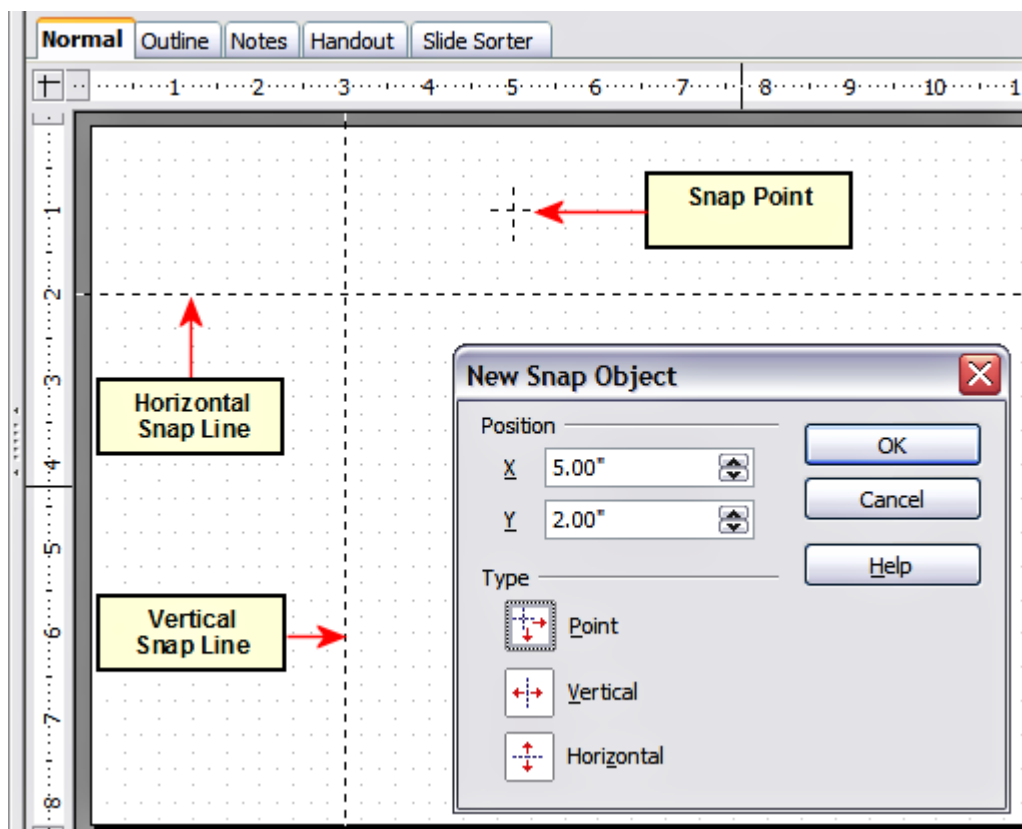 Normal Outline Notes Handout Slide Sorter
1 2 3 4 5 6 7 8 9 10 1
1
Snap Point
2
3
Horizontal
Snap Line
4
5
Vertical
Snap Line
6
7
8
New Snap Object
Position
X 5.00"
Y 2.00"
OK
Cancel
Help
Type
Point
Vertical
Horizontal